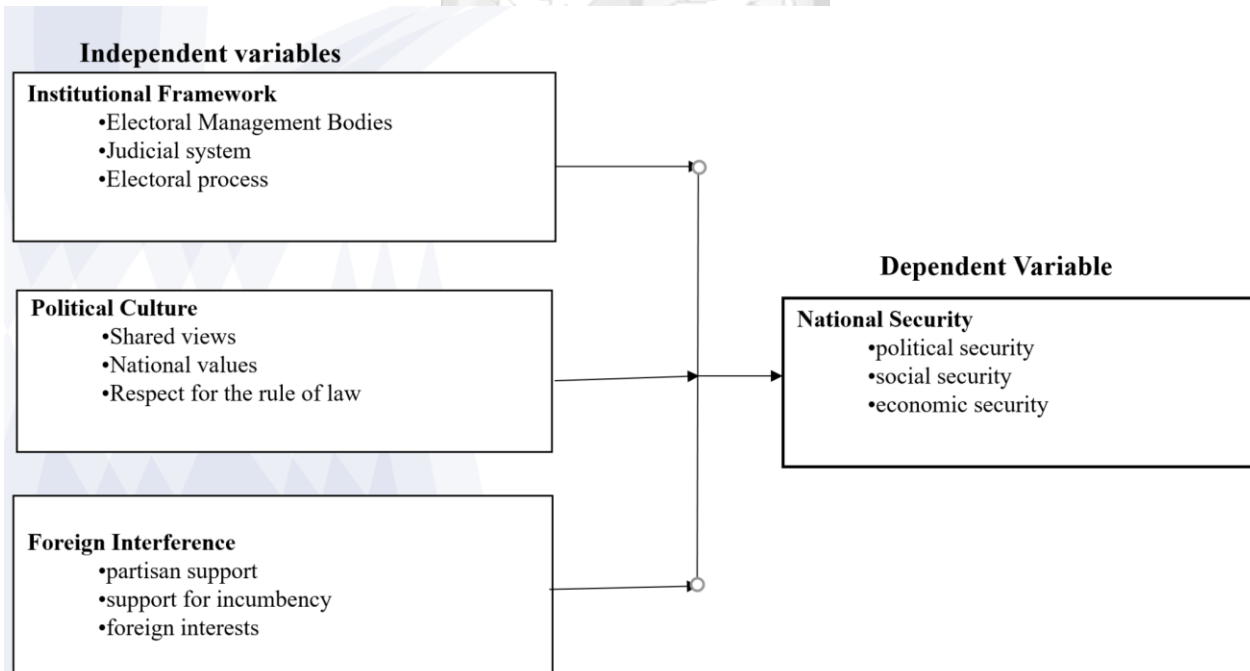 Independent variables
Institutional Framework
•Electoral Management Bodies
•Judicial system
•Electoral process
Political Culture
•Shared views
•National values
•Respect for the rule of law
Foreign Interference
•partisan support
•support for incumbency
•foreign interests
Dependent Variable
National Security
•political security
•social security
•economic security